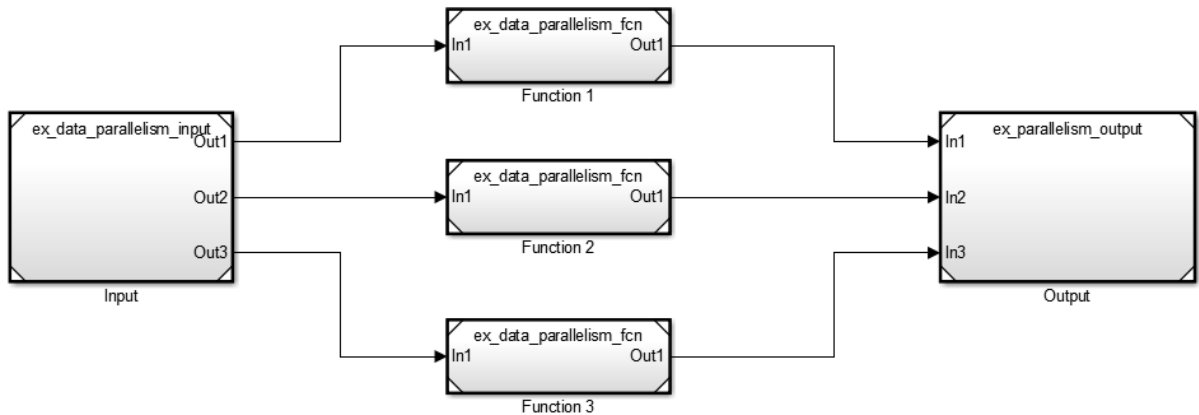 ex_data_parallelism_input
Out1
Out2
Out3
Input
ex_data_parallelism_fcn
In1
Out1
Function 1
ex_data_parallelism_fcn
In1
Out1
Function 2
ex_data_parallelism_fcn
In1
Out1
Function 3
ex_parallelism_output
In1
In2
In3
Output